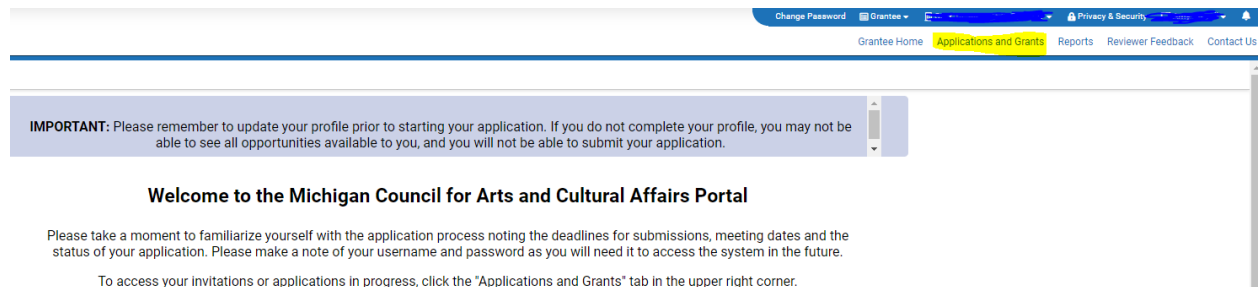 Change Password Grantee Privacy & Security
Grantee Home Applications and Grants Reports Reviewer Feedback Contact Us
IMPORTANT: Please remember to update your profile prior to starting your application. If you do not complete your profile, you may not be
able to see all opportunities available to you, and you will not be able to submit your application.
Welcome to the Michigan Council for Arts and Cultural Affairs Portal
Please take a moment to familiarize yourself with the application process noting the deadlines for submissions, meeting dates and the
status of your application. Please make a note of your username and password as you will need it to access the system in the future.
To access your invitations or applications in progress, click the "Applications and Grants" tab in the upper right corner.